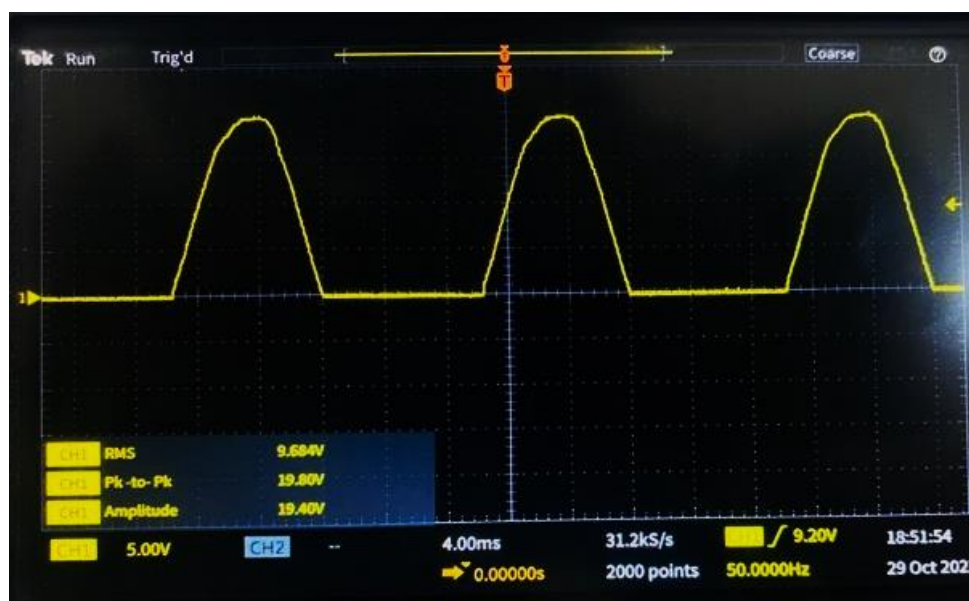 Tek Run Trig'd Coarse
T
1
CH1 RMS 9.684V
CH1 Pk-to-Pk 19.80V
CH1 Amplitude 19.40V
CH1 5.00V CH2 -- 4.00ms 31.2kS/s CH1 9.20V 18:51:54
0.00000s 2000 points 50.0000Hz 29 Oct 202